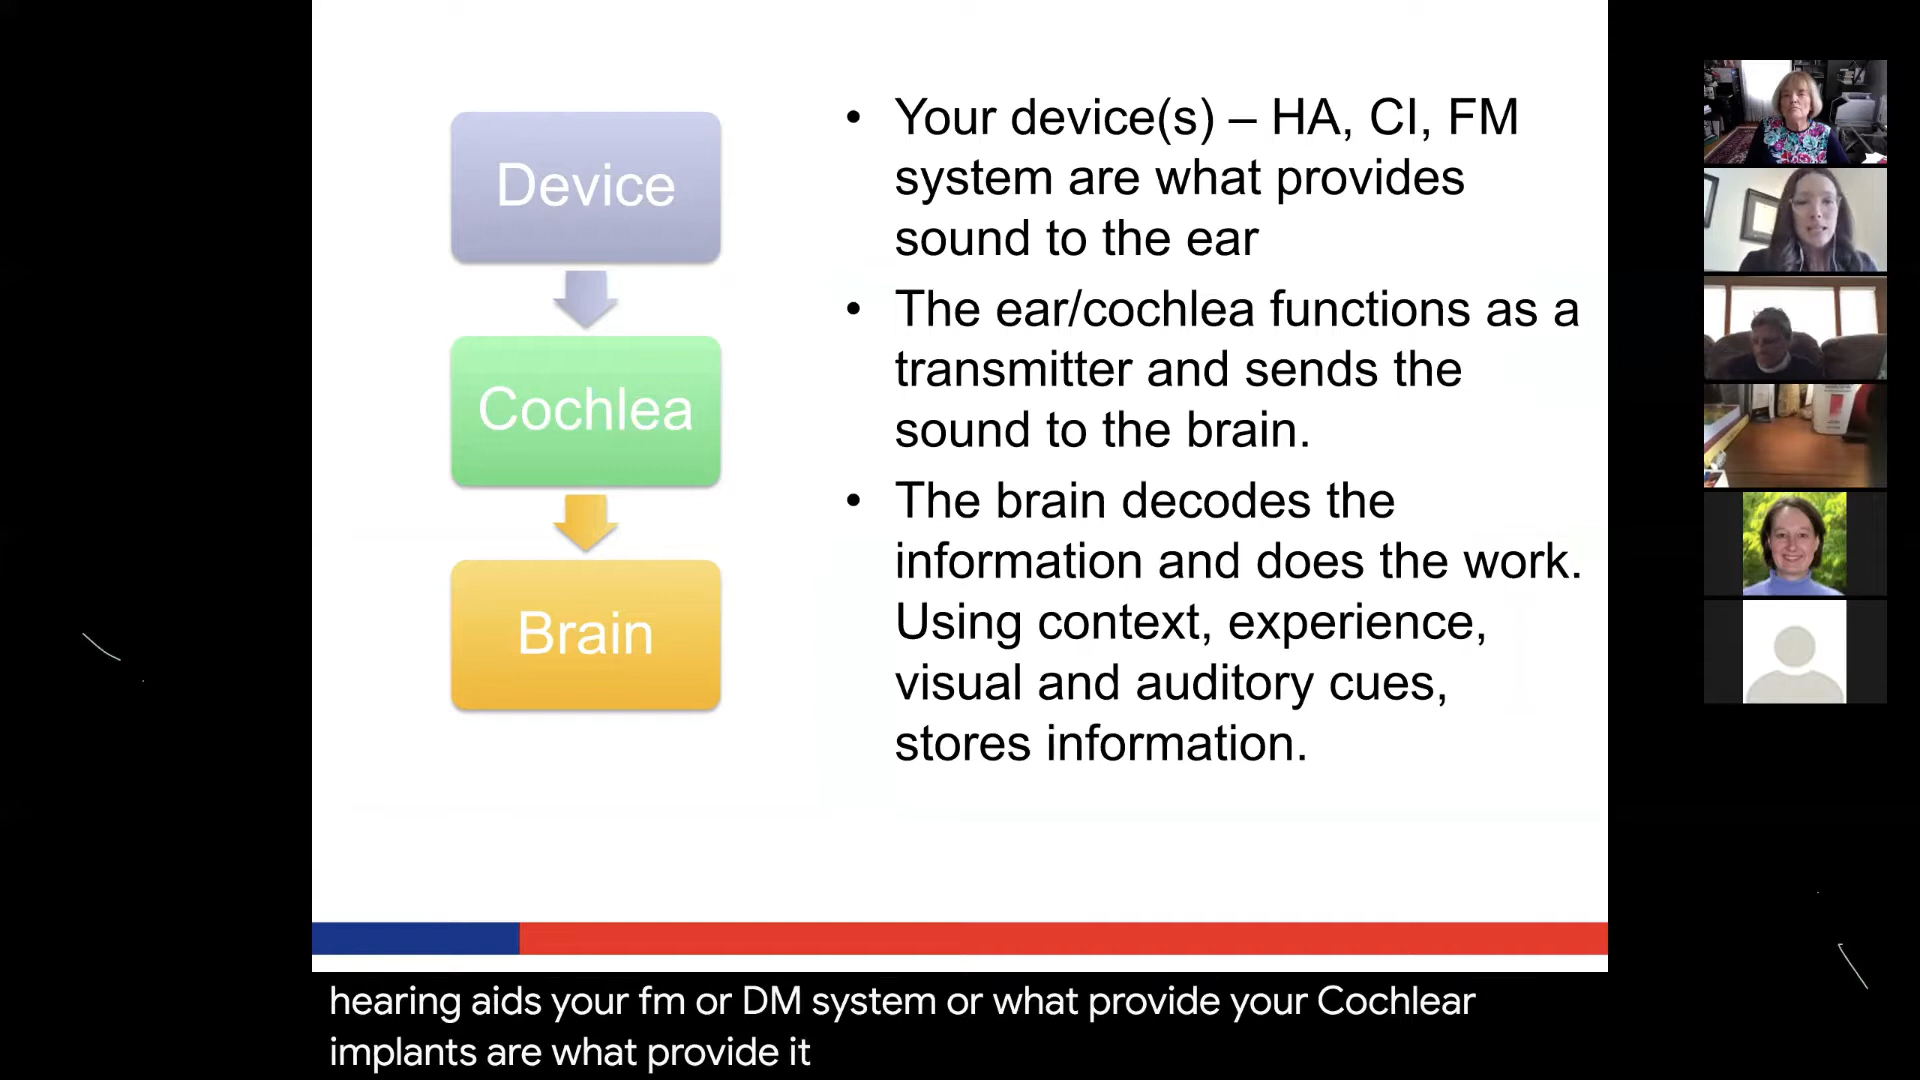 Device
Cochlea
Brain
• Your device(s) – HA, CI, FM
system are what provides
sound to the ear
• The ear/cochlea functions as a
transmitter and sends the
sound to the brain.
• The brain decodes the
information and does the work.
Using context, experience,
visual and auditory cues,
stores information.
hearing aids your fm or DM system or what provide your Cochlear
implants are what provide it